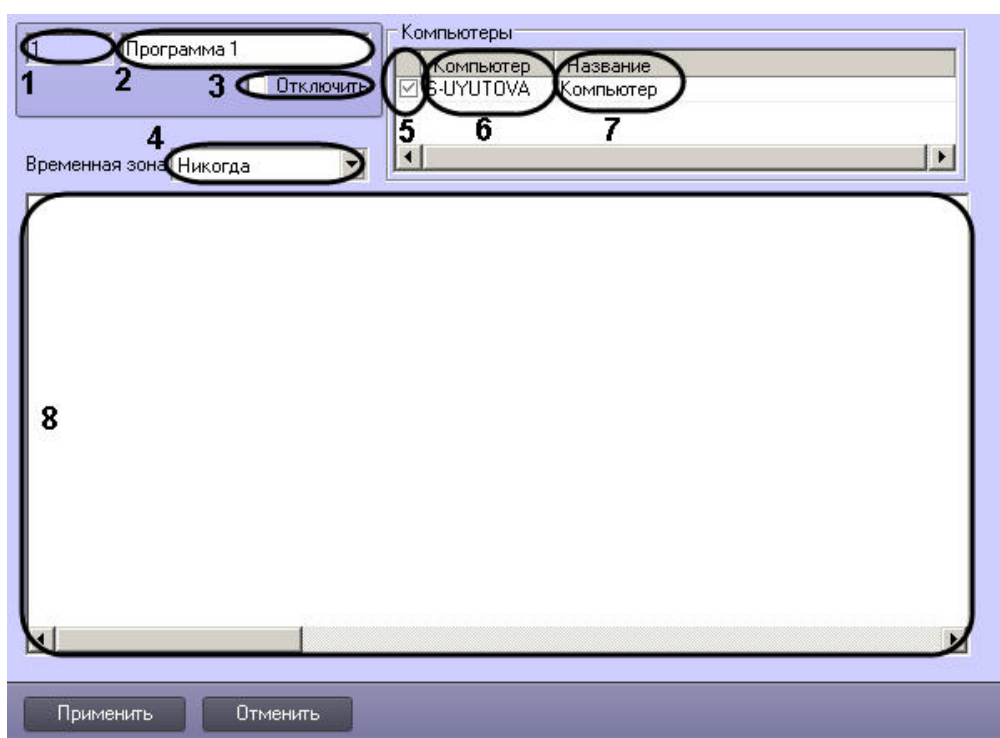 1 Программа 1
1 2 3 Отключить
4
Временная зона Никогда
Компьютеры
Компьютер Название
S-UYUTOVA Компьютер
5 6 7
8
Применить Отменить